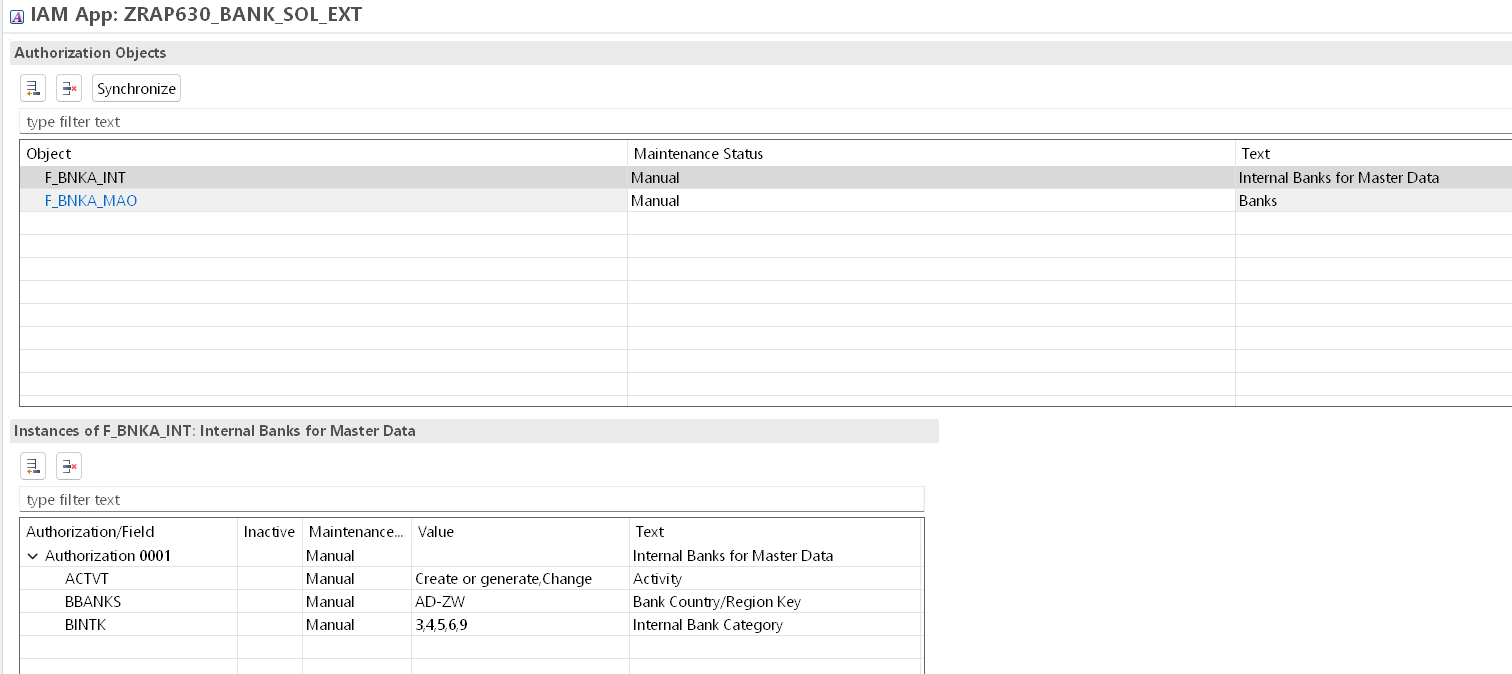 IAM App: ZRAP630_BANK_SOL_EXT
Authorization Objects
Synchronize
type filter text
Object Maintenance Status Text
F_BNKA_INT Manual Internal Banks for Master Data
F_BNKA_MAO Manual Banks
Instances of F_BNKA_INT: Internal Banks for Master Data
type filter text
Authorization/Field Inactive Maintenance... Value Text
Authorization 0001 Manual Internal Banks for Master Data
ACTVT Manual Create or generate,Change Activity
BBANKS Manual AD-ZW Bank Country/Region Key
BINTK Manual 3,4,5,6,9 Internal Bank Category